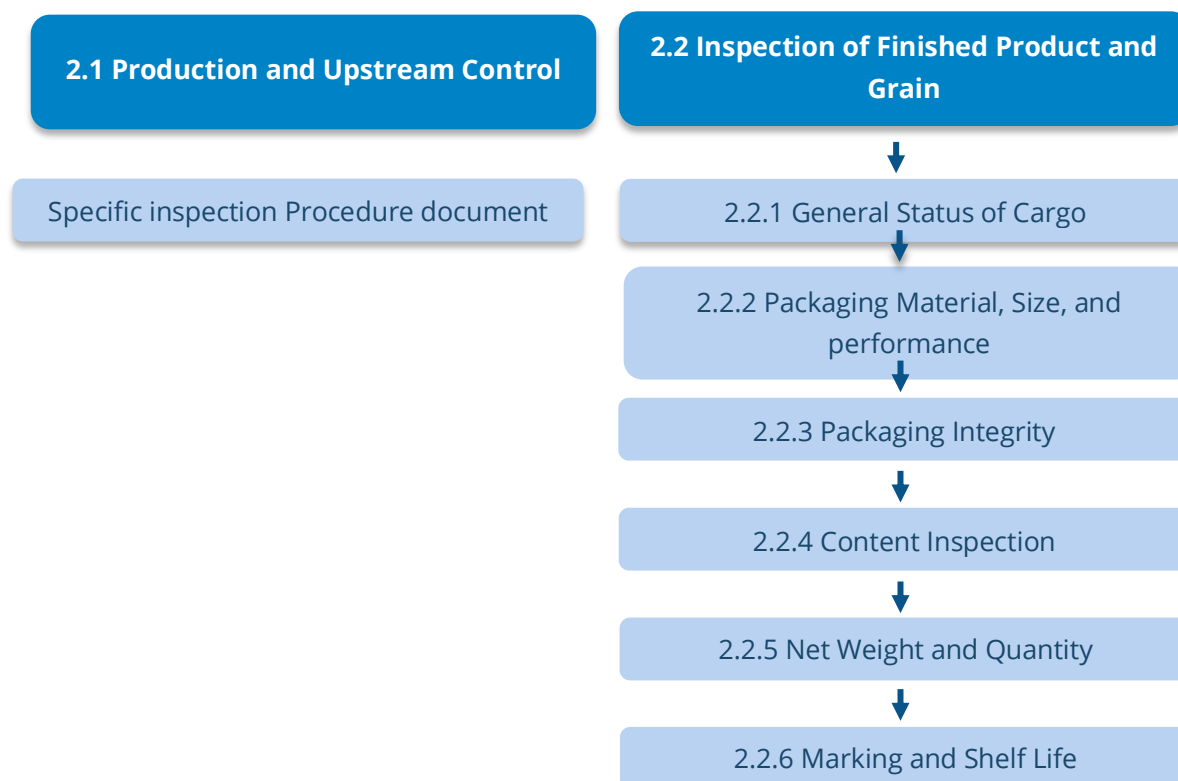 2.1 Production and Upstream Control
Specific inspection Procedure document
2.2 Inspection of Finished Product and
Grain
2.2.1 General Status of Cargo
2.2.2 Packaging Material, Size, and
performance
2.2.3 Packaging Integrity
2.2.4 Content Inspection
2.2.5 Net Weight and Quantity
2.2.6 Marking and Shelf Life